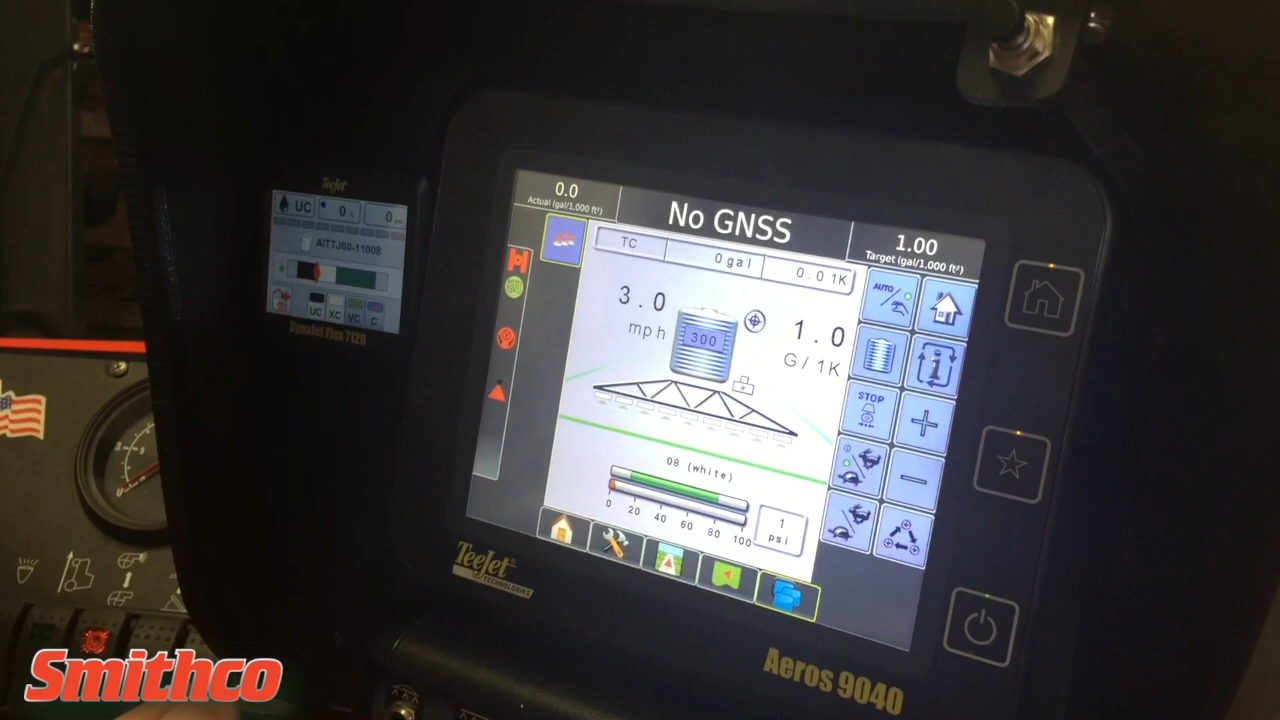 TeeJet
UC
0 %
0 psi
AITTJ60-11008
UC XC VC C
DynaJet Flex 7120
0.0
Actual (gal/1,000 ft²)
No GNSS
1.00
Target (gal/1,000 ft²)
TC
0 gal
0.0 1K
3.0
mph
300
1.0
G/1K
AUTO
STOP
08 (white)
0 20 40 60 80 100
1
psi
TeeJet
TECHNOLOGIES
Aeros 9040
Smithco